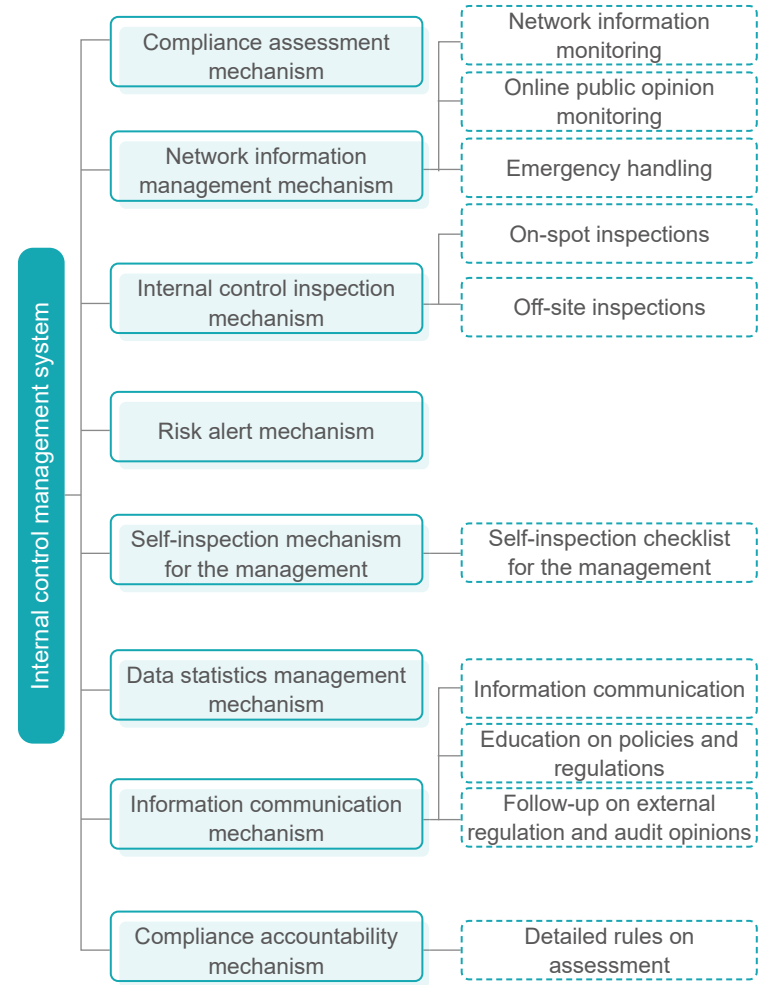 Internal control management system
Compliance assessment
mechanism
Network information
management mechanism
Network information
monitoring
Online public opinion
monitoring
Emergency handling
Internal control inspection
mechanism
On-spot inspections
Off-site inspections
Risk alert mechanism
Self-inspection mechanism
for the management
Self-inspection checklist
for the management
Data statistics management
mechanism
Information communication
mechanism
Information communication
Education on policies and
regulations
Follow-up on external
regulation and audit opinions
Compliance accountability
mechanism
Detailed rules on
assessment